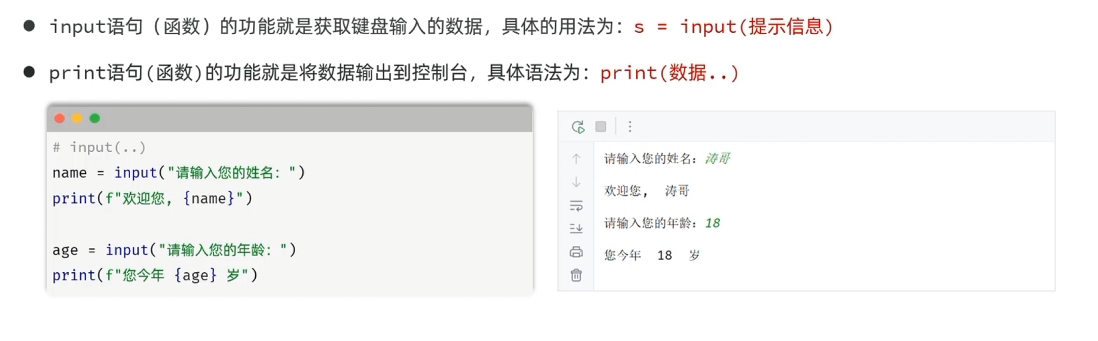 input语句（函数）的功能就是获取键盘输入的数据，具体的用法为：s = input(提示信息)
print语句(函数)的功能就是将数据输出到控制台，具体语法为：print(数据..)
# input(..)
name = input("请输入您的姓名：")
print(f"欢迎您, {name}")
age = input("请输入您的年龄：")
print(f"您今年 {age} 岁")
请输入您的姓名：涛哥
欢迎您,  涛哥
请输入您的年龄：18
您今年  18  岁